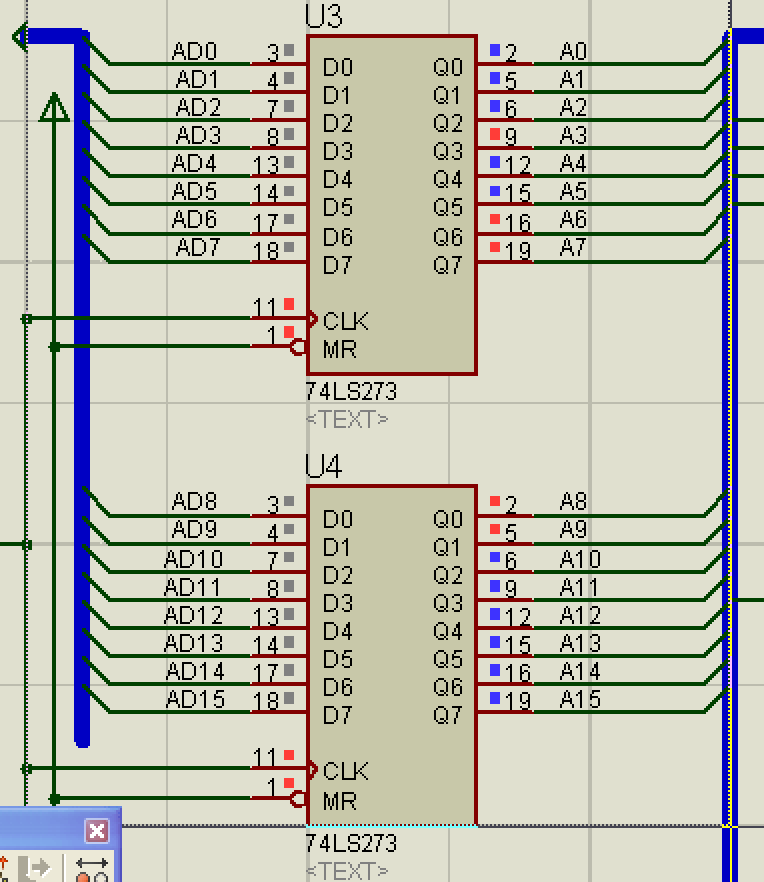 U3
AD0 3 D0 Q0 2 A0
AD1 4 D1 Q1 5 A1
AD2 7 D2 Q2 6 A2
AD3 8 D3 Q3 9 A3
AD4 13 D4 Q4 12 A4
AD5 14 D5 Q5 15 A5
AD6 17 D6 Q6 16 A6
AD7 18 D7 Q7 19 A7
11 CLK
1 MR
74LS273
<TEXT>
U4
AD8 3 D0 Q0 2 A8
AD9 4 D1 Q1 5 A9
AD10 7 D2 Q2 6 A10
AD11 8 D3 Q3 9 A11
AD12 13 D4 Q4 12 A12
AD13 14 D5 Q5 15 A13
AD14 17 D6 Q6 16 A14
AD15 18 D7 Q7 19 A15
11 CLK
1 MR
74LS273
<TEXT>